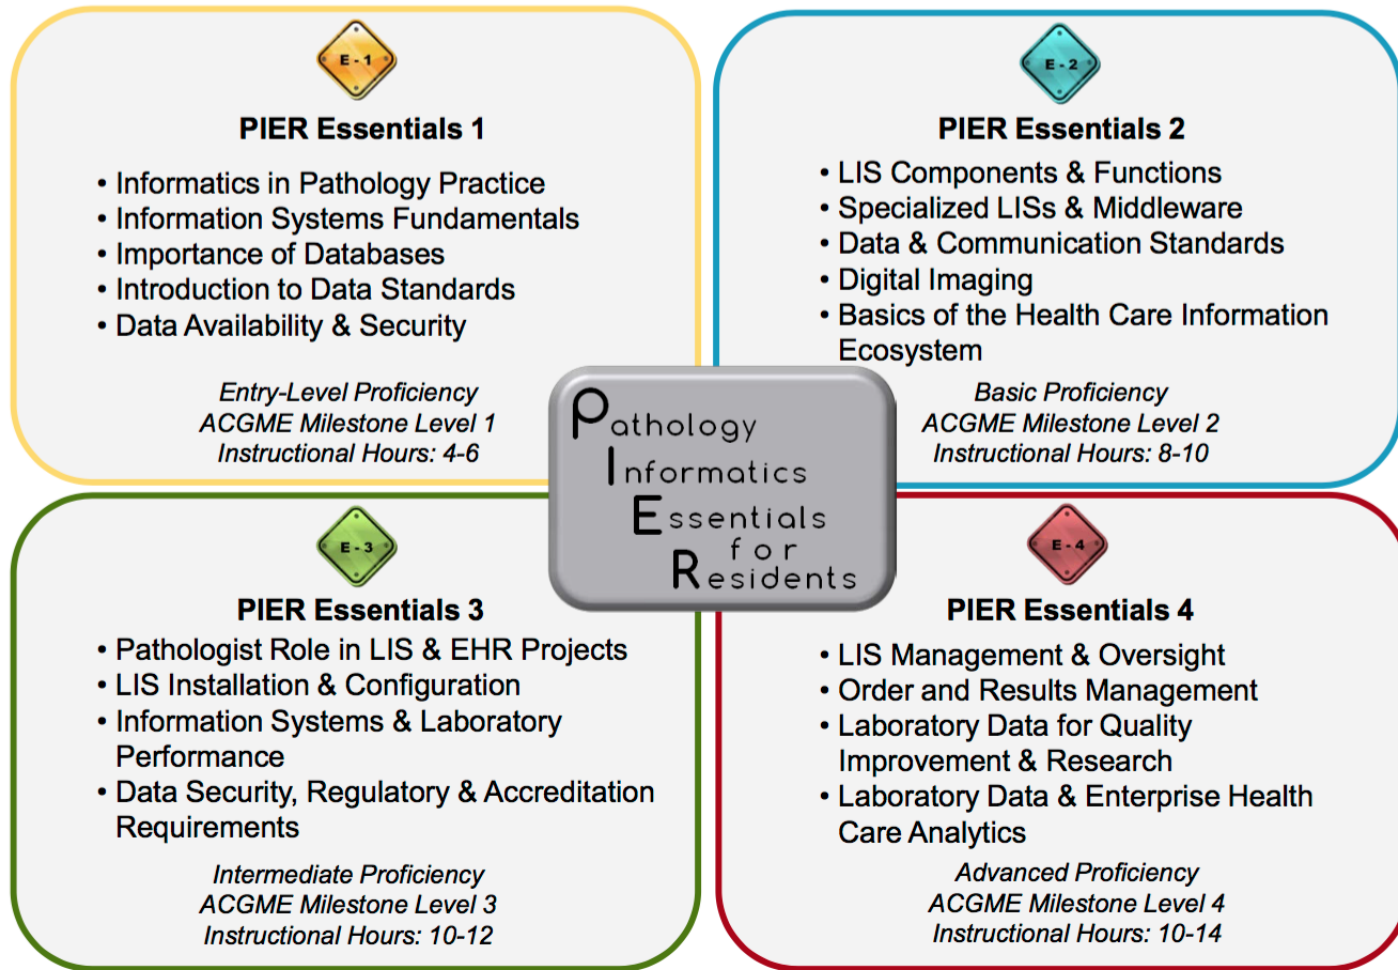 E - 1
PIER Essentials 1
• Informatics in Pathology Practice
• Information Systems Fundamentals
• Importance of Databases
• Introduction to Data Standards
• Data Availability & Security
Entry-Level Proficiency
ACGME Milestone Level 1
Instructional Hours: 4-6
E - 2
PIER Essentials 2
• LIS Components & Functions
• Specialized LISs & Middleware
• Data & Communication Standards
• Digital Imaging
• Basics of the Health Care Information
Ecosystem
Basic Proficiency
ACGME Milestone Level 2
Instructional Hours: 8-10
Pathology
Informatics
Essentials
for
Residents
E - 3
PIER Essentials 3
• Pathologist Role in LIS & EHR Projects
• LIS Installation & Configuration
• Information Systems & Laboratory
Performance
• Data Security, Regulatory & Accreditation
Requirements
Intermediate Proficiency
ACGME Milestone Level 3
Instructional Hours: 10-12
E - 4
PIER Essentials 4
• LIS Management & Oversight
• Order and Results Management
• Laboratory Data for Quality
Improvement & Research
• Laboratory Data & Enterprise Health
Care Analytics
Advanced Proficiency
ACGME Milestone Level 4
Instructional Hours: 10-14